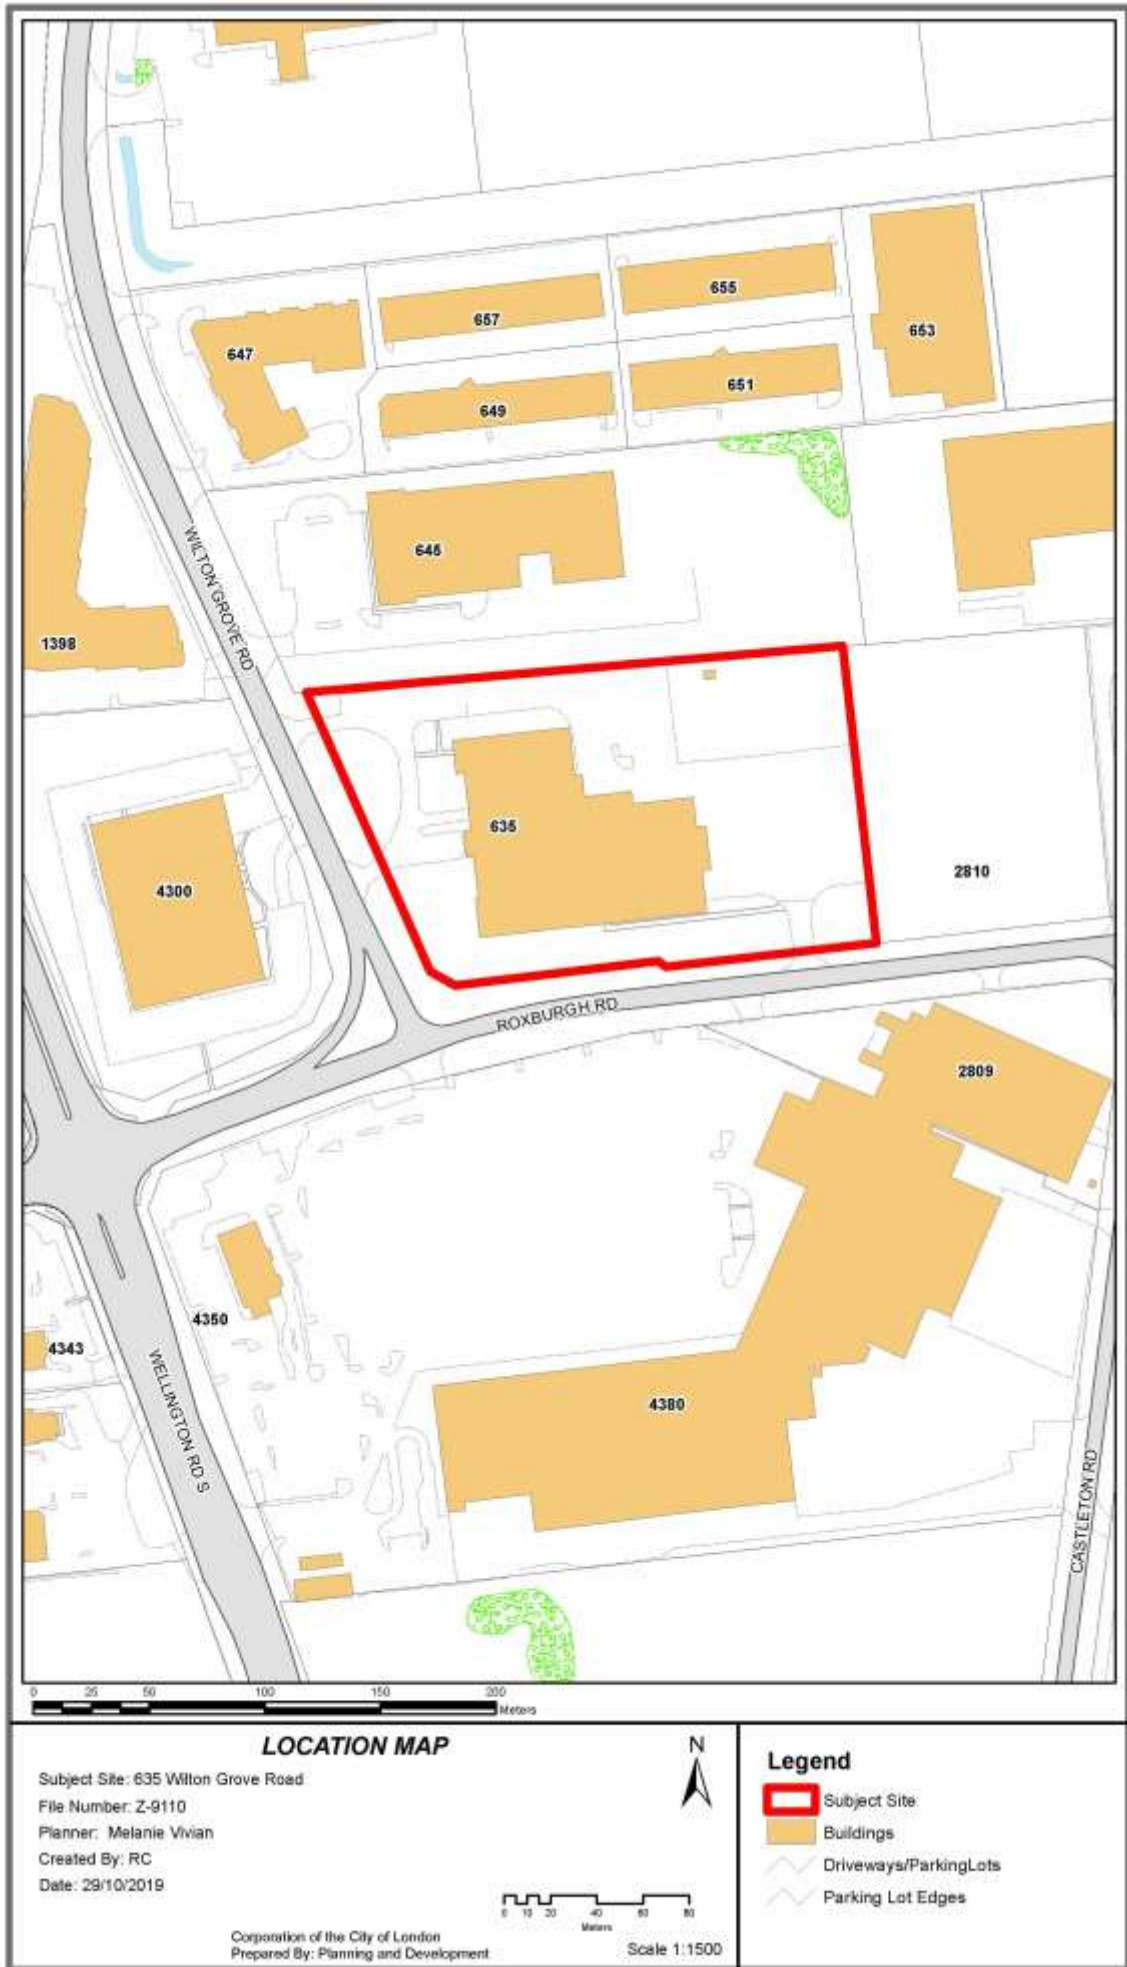 657
655
653
647
649
651
645
WILTON GROVE RD
1398
635
4300
2810
ROXBURGH RD
2809
4350
4343
WELLINGTON RD S
4380
CASTLETON RD
0 25 50 100 150 200
Meters
LOCATION MAP
Subject Site: 635 Wilton Grove Road
File Number: Z-9110
Planner: Melanie Vivian
Created By: RC
Date: 29/10/2019
Corporation of the City of London
Prepared By: Planning and Development
N
0 10 20 40 60 80
Meters
Scale 1:1500
Legend
Subject Site
Buildings
Driveways/ParkingLots
Parking Lot Edges